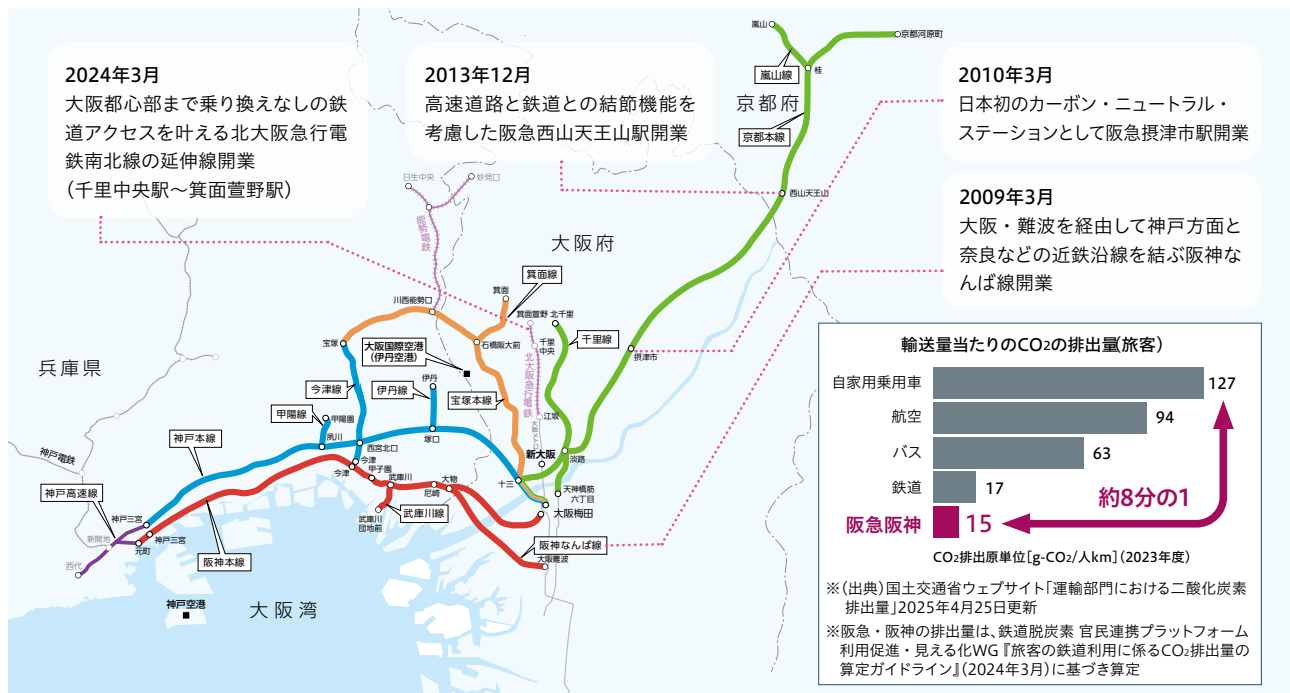 2024年3月
大阪都心部まで乗り換えなしの鉄
道アクセスを叶える北大阪急行電
鉄南北線の延伸線開業
（千里中央駅～箕面萱野駅）
2013年12月
高速道路と鉄道との結節機能を
考慮した阪急西山天王山駅開業
2010年3月
日本初のカーボン・ニュートラル・
ステーションとして阪急摂津市駅開業
2009年3月
大阪・難波を経由して神戸方面と
奈良などの近鉄沿線を結ぶ阪神な
んば線開業
嵐山
京都河原町
嵐山線
桂
京都府
京都本線
西山天王山
日生中央
妙見口
能勢電鉄
大阪府
箕面線
川西能勢口
箕面
箕面萱野
北千里
宝塚
大阪国際空港
（伊丹空港）
石橋阪大前
千里
中央
千里線
摂津市
兵庫県
今津線
伊丹線
伊丹
宝塚本線
北大阪急行電鉄
江坂
大阪メトロ
甲陽線
甲陽園
神戸本線
夙川
西宮北口
塚口
新大阪
淡路
神戸電鉄
今津
今津
甲子園
武庫川
尼崎
大物
十三
天神橋筋
六丁目
神戸高速線
神戸三宮
武庫川
団地前
武庫川線
大阪梅田
新開地
元町
神戸三宮
阪神本線
阪神なんば線
西代
大阪難波
神戸空港
大阪湾
輸送量当たりのCO₂の排出量（旅客）
自家用乗用車
127
航空
94
バス
63
鉄道
17
阪急阪神
15
約8分の1
CO₂排出原単位［g-CO₂/人km］（2023年度）
※（出典）国土交通省ウェブサイト「運輸部門における二酸化炭素
排出量」2025年4月25日更新
※阪急・阪神の排出量は、鉄道脱炭素 官民連携プラットフォーム
利用促進・見える化WG『旅客の鉄道利用に係るCO₂排出量の
算定ガイドライン』（2024年3月）に基づき算定